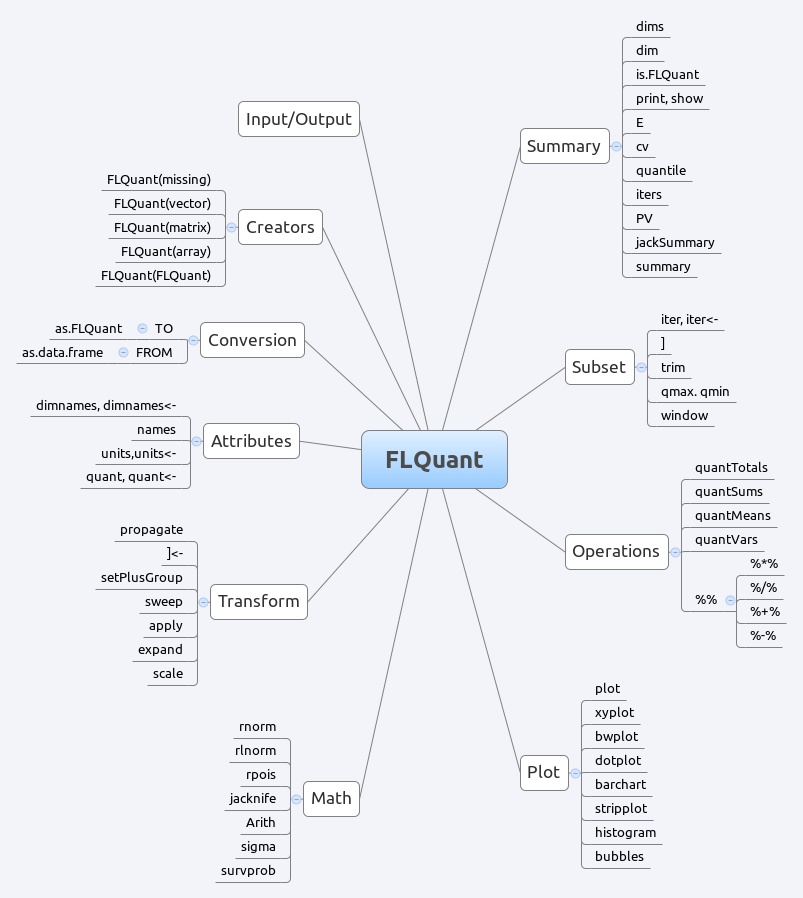 FLQuant
Input/Output
Creators
FLQuant(missing)
FLQuant(vector)
FLQuant(matrix)
FLQuant(array)
FLQuant(FLQuant)
Conversion
as.FLQuant TO
as.data.frame FROM
Attributes
dimnames, dimnames<-
names
units,units<-
quant, quant<-
Transform
propagate
]<-
setPlusGroup
sweep
apply
expand
scale
Math
rnorm
rlnorm
rpois
jacknife
Arith
sigma
survprob
Summary
dims
dim
is.FLQuant
print, show
E
cv
quantile
iters
PV
jackSummary
summary
Subset
iter, iter<-
]
trim
qmax. qmin
window
Operations
quantTotals
quantSums
quantMeans
quantVars
%%
%*%
%/%
%+%
%-%
Plot
plot
xyplot
bwplot
dotplot
barchart
stripplot
histogram
bubbles